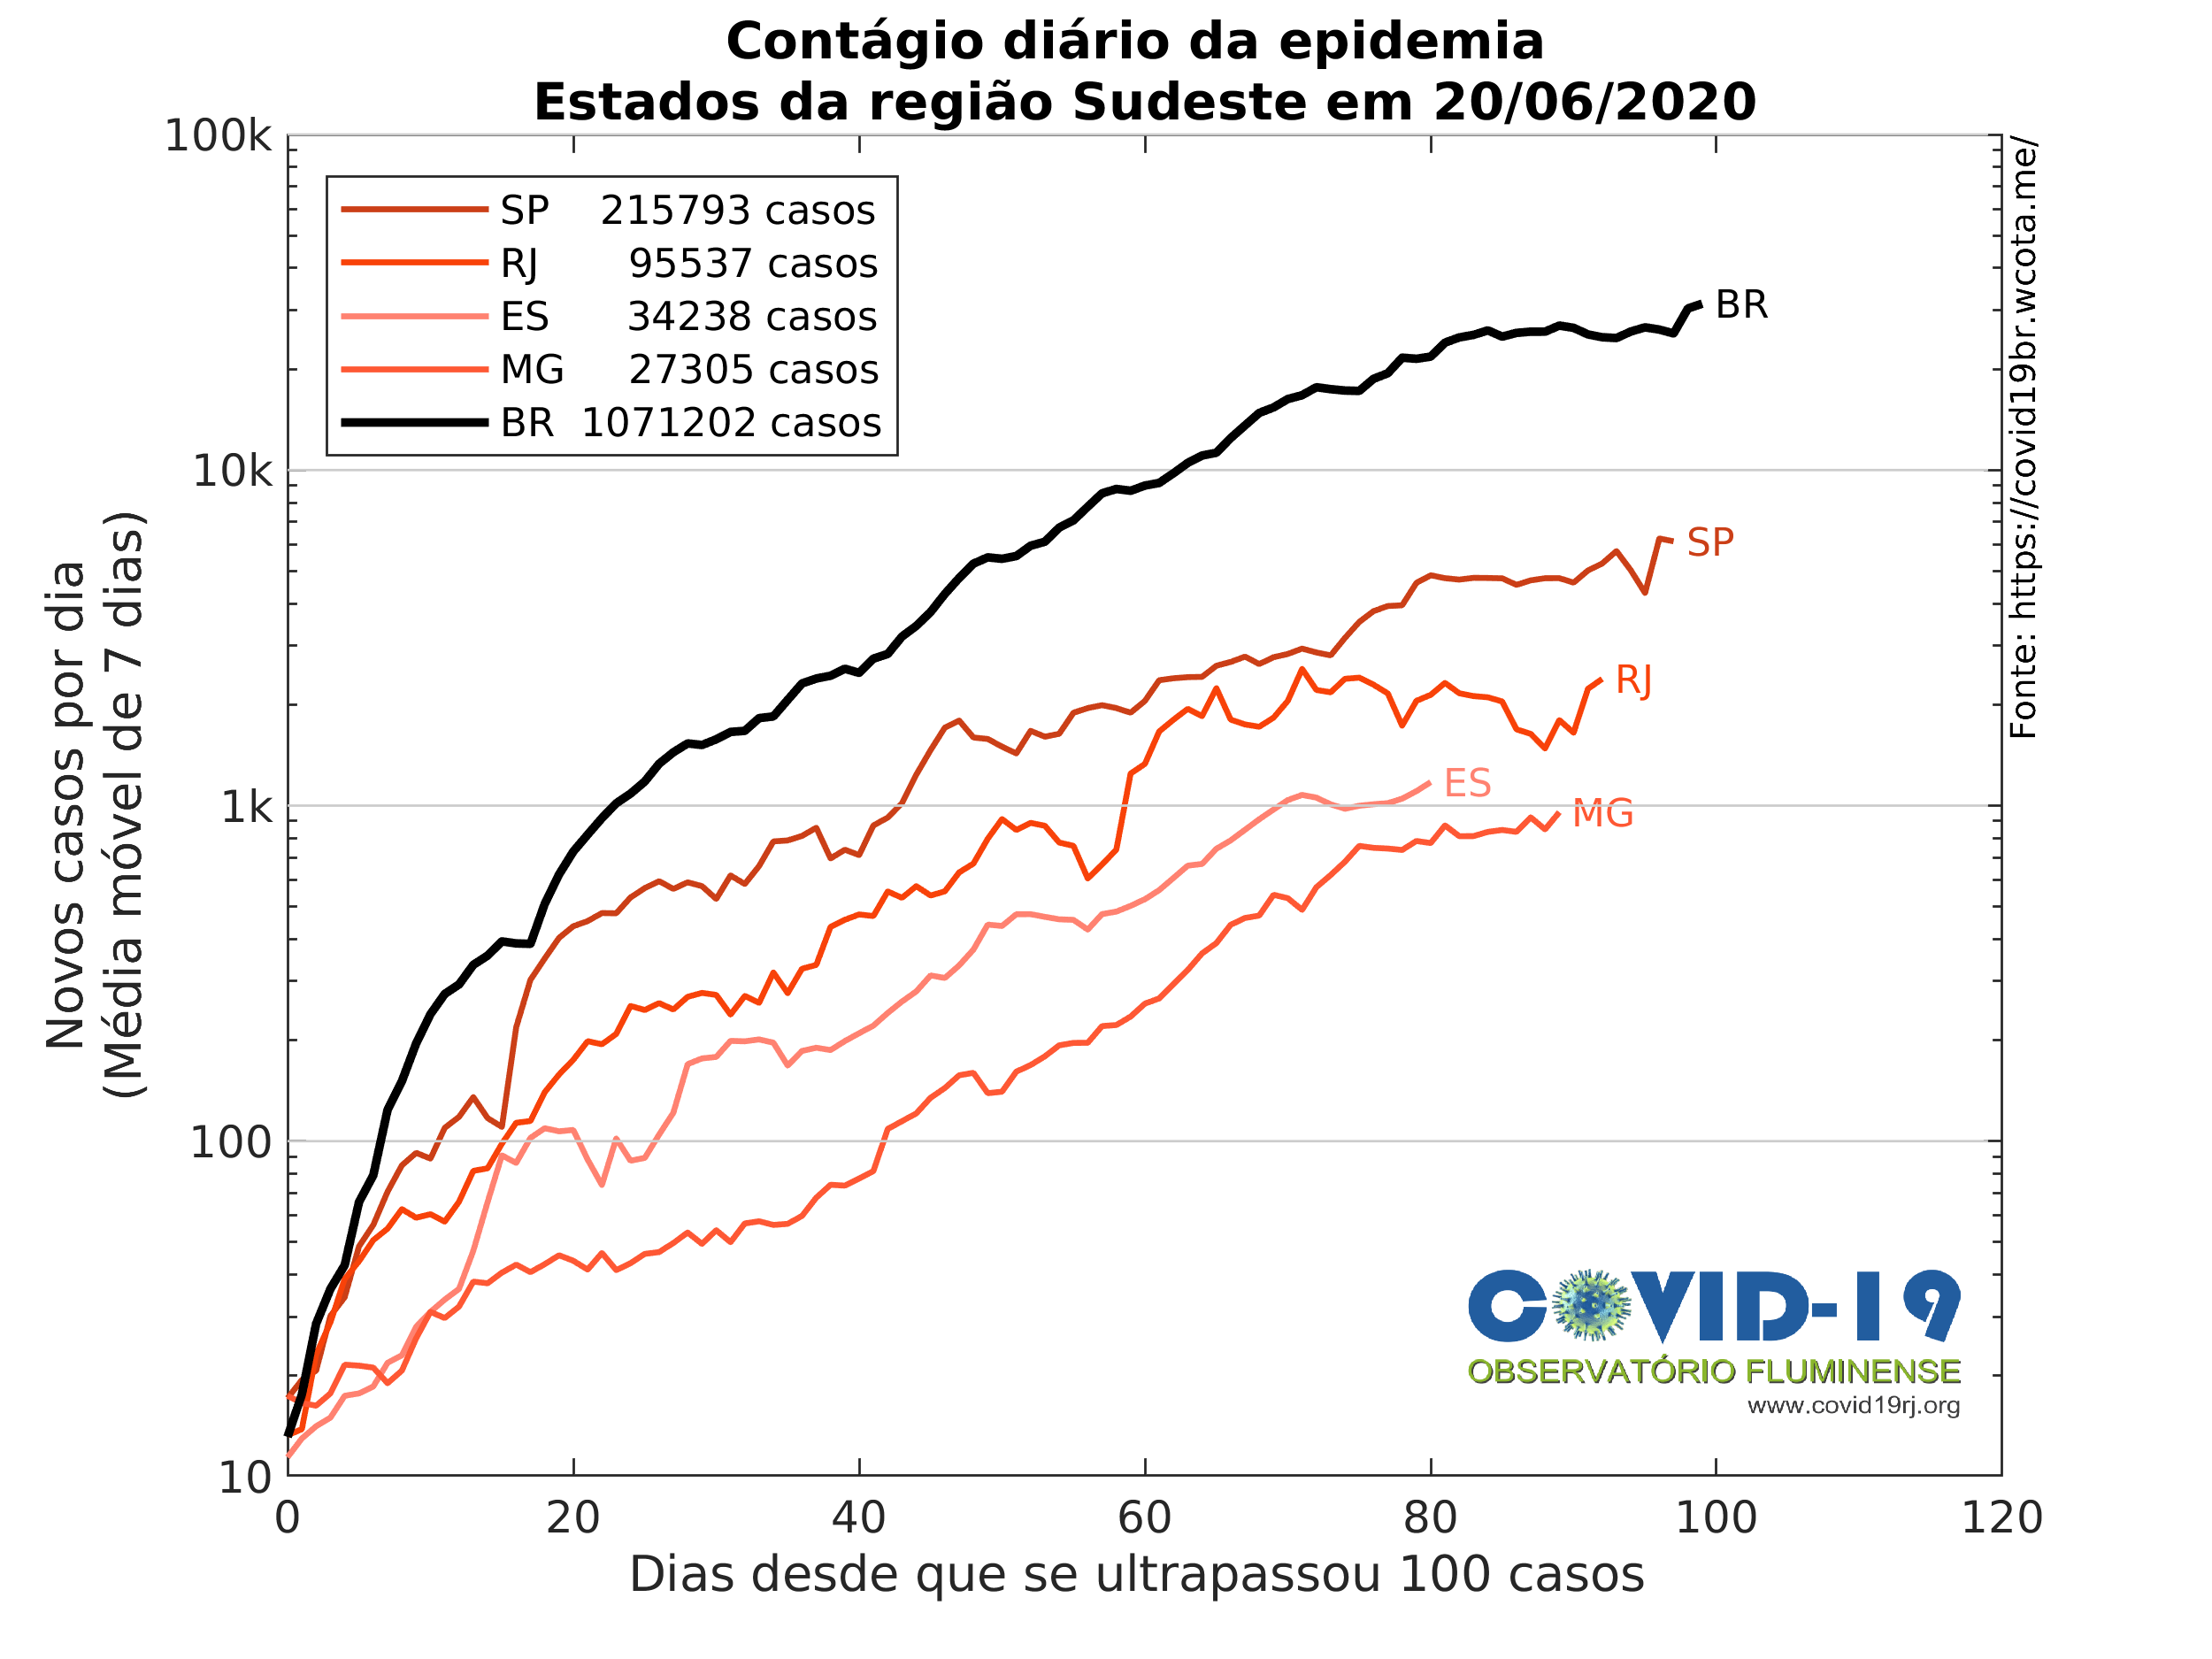 Contágio diário da epidemia
Estados da região Sudeste em 20/06/2020
100k
10k
1k
100
10
Novos casos por dia
(Média móvel de 7 dias)
SP 215793 casos
RJ 95537 casos
ES 34238 casos
MG 27305 casos
BR 1071202 casos
BR
SP
RJ
ES
MG
Fonte: https://covid19br.wcota.me/
COVID-19
OBSERVATÓRIO FLUMINENSE
www.covid19rj.org
0 20 40 60 80 100 120
Dias desde que se ultrapassou 100 casos